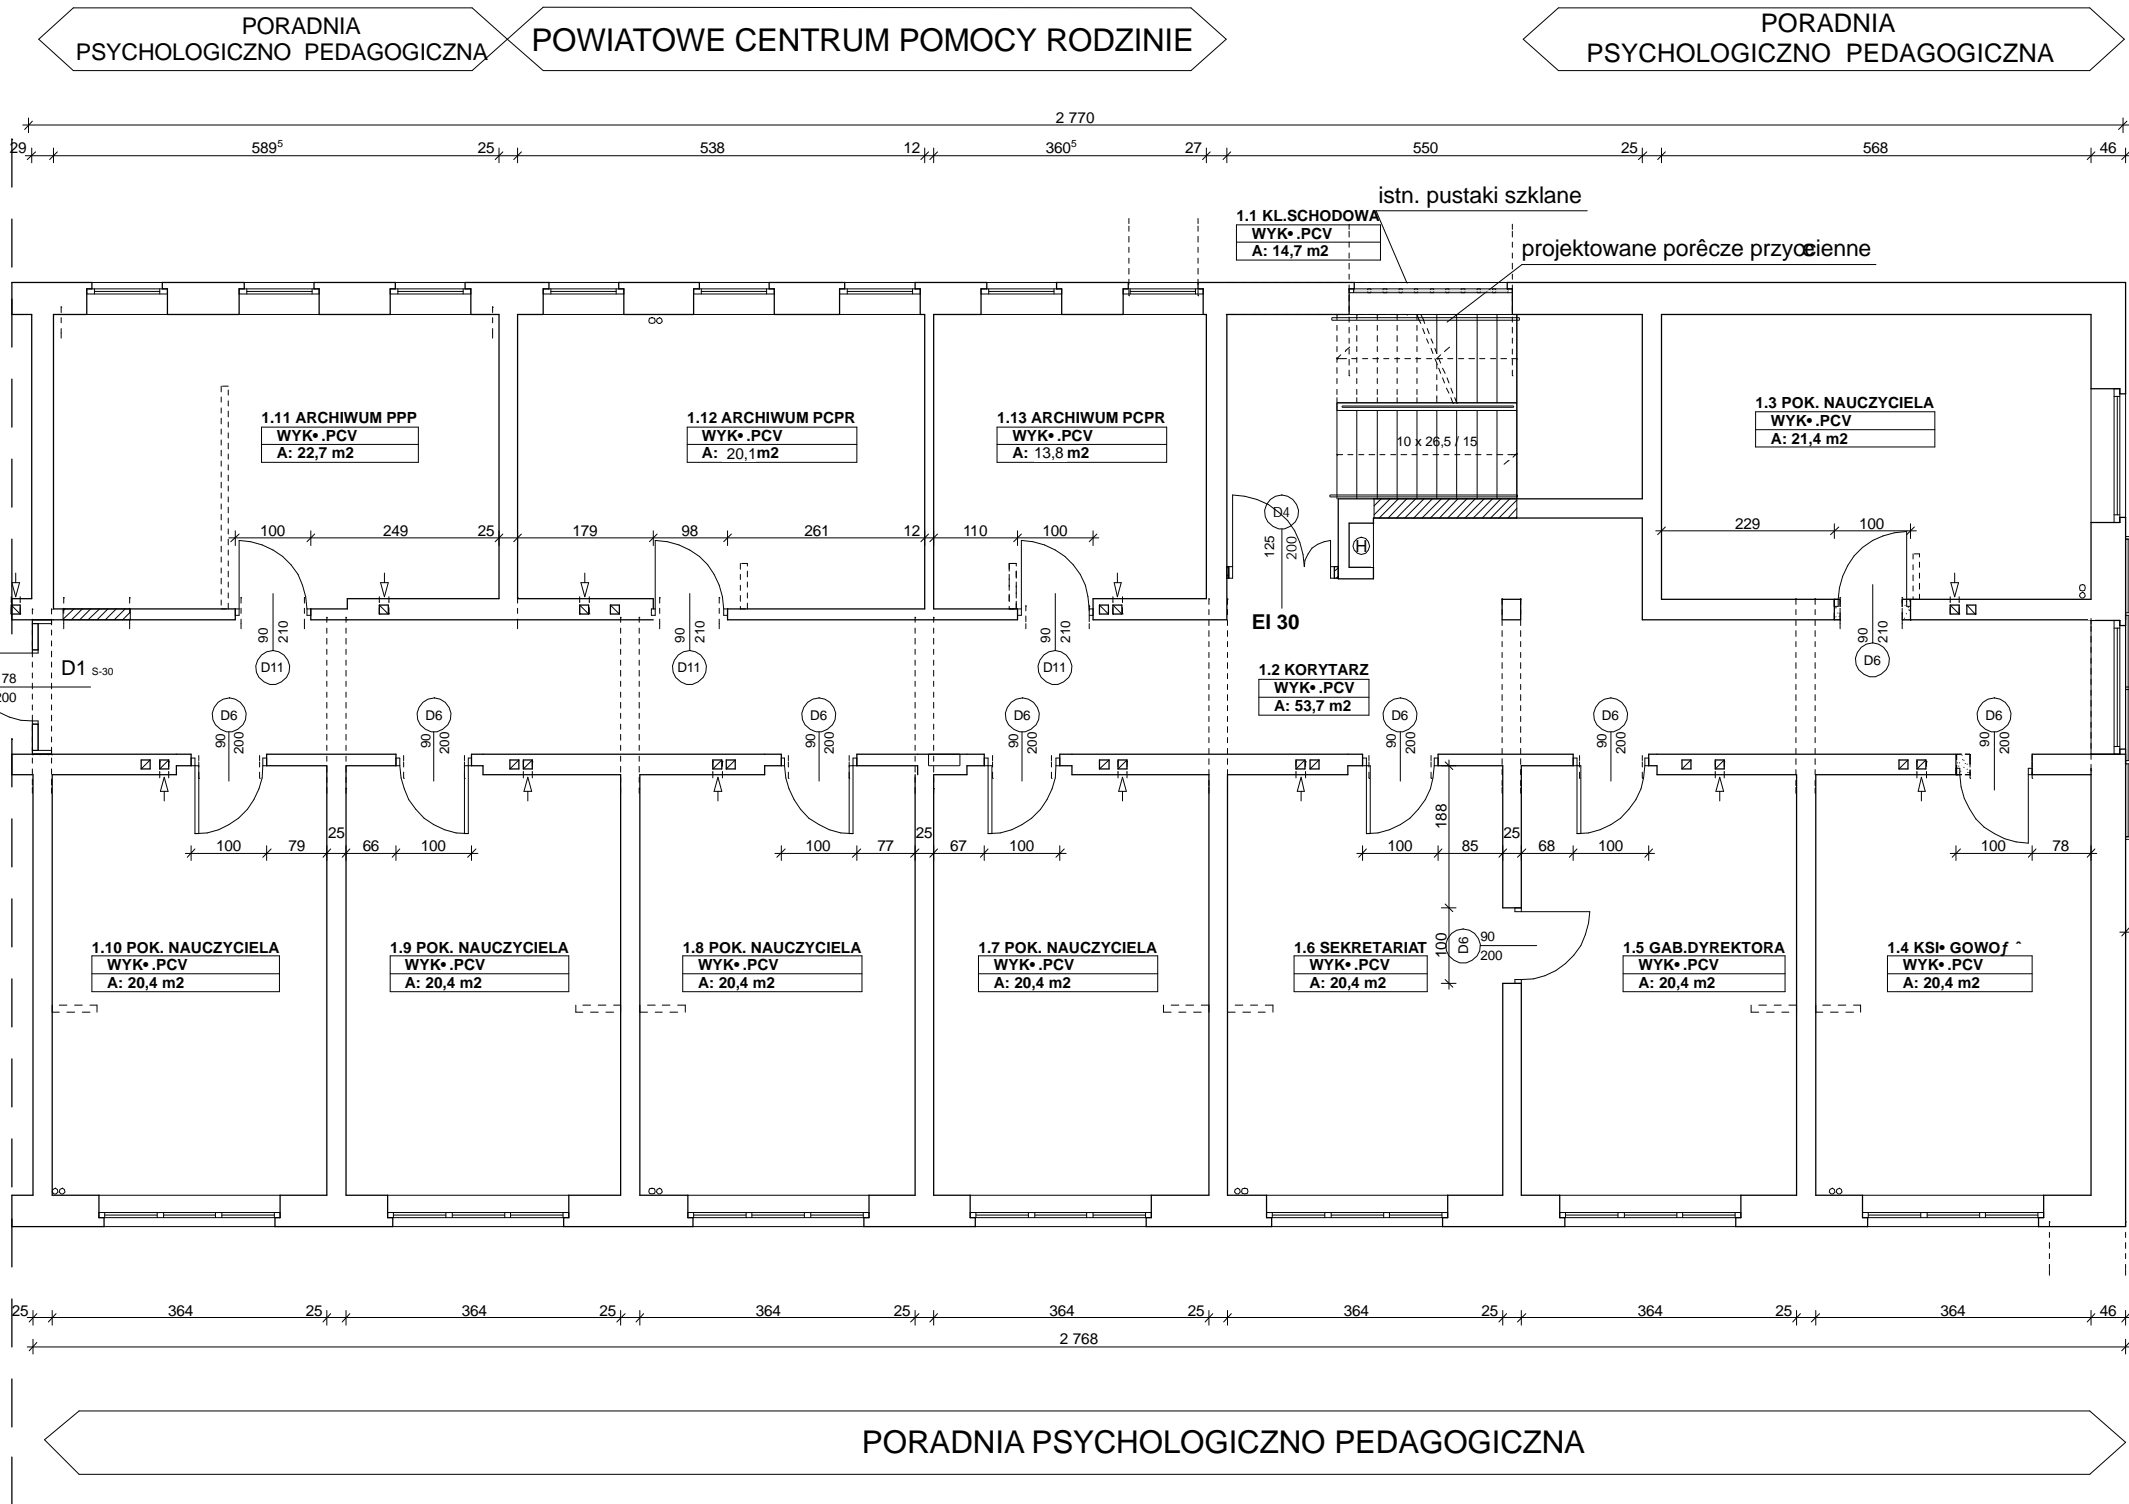 PORADNIA
PSYCHOLOGICZNO PEDAGOGICZNA
POWIATOWE CENTRUM POMOCY RODZINIE
PORADNIA
PSYCHOLOGICZNO PEDAGOGICZNA
2 770
29 589⁵ 25 538 12 360⁵ 27 550 25 568 46
istn. pustaki szklane
1.1 KL.SCHODOWA
WYK•.PCV
A: 14,7 m2
projektowane porêcze przyœcienne
1.11 ARCHIWUM PPP
WYK•.PCV
A: 22,7 m2
1.12 ARCHIWUM PCPR
WYK•.PCV
A: 20,1m2
1.13 ARCHIWUM PCPR
WYK•.PCV
A: 13,8 m2
10 x 26,5 / 15
1.3 POK. NAUCZYCIELA
WYK•.PCV
A: 21,4 m2
100 249 25 179 98 261 12 110 100
D4
125
200
H
229 100
EI 30
90
210
D11
90
210
D11
90
210
D11
90
210
D6
D1 S-30
78
200
1.2 KORYTARZ
WYK•.PCV
A: 53,7 m2
D6
90
200
D6
90
200
D6
90
200
D6
90
200
D6
90
200
D6
90
200
D6
90
200
100 79 25 66 100
100 77 25 67 100
188
100 85 25 68 100
100 78
100
D6
90
200
1.10 POK. NAUCZYCIELA
WYK•.PCV
A: 20,4 m2
1.9 POK. NAUCZYCIELA
WYK•.PCV
A: 20,4 m2
1.8 POK. NAUCZYCIELA
WYK•.PCV
A: 20,4 m2
1.7 POK. NAUCZYCIELA
WYK•.PCV
A: 20,4 m2
1.6 SEKRETARIAT
WYK•.PCV
A: 20,4 m2
1.5 GAB.DYREKTORA
WYK•.PCV
A: 20,4 m2
1.4 KSI• GOWOƒ ˆ
WYK•.PCV
A: 20,4 m2
25 364 25 364 25 364 25 364 25 364 25 364 25 364 46
2 768
PORADNIA PSYCHOLOGICZNO PEDAGOGICZNA